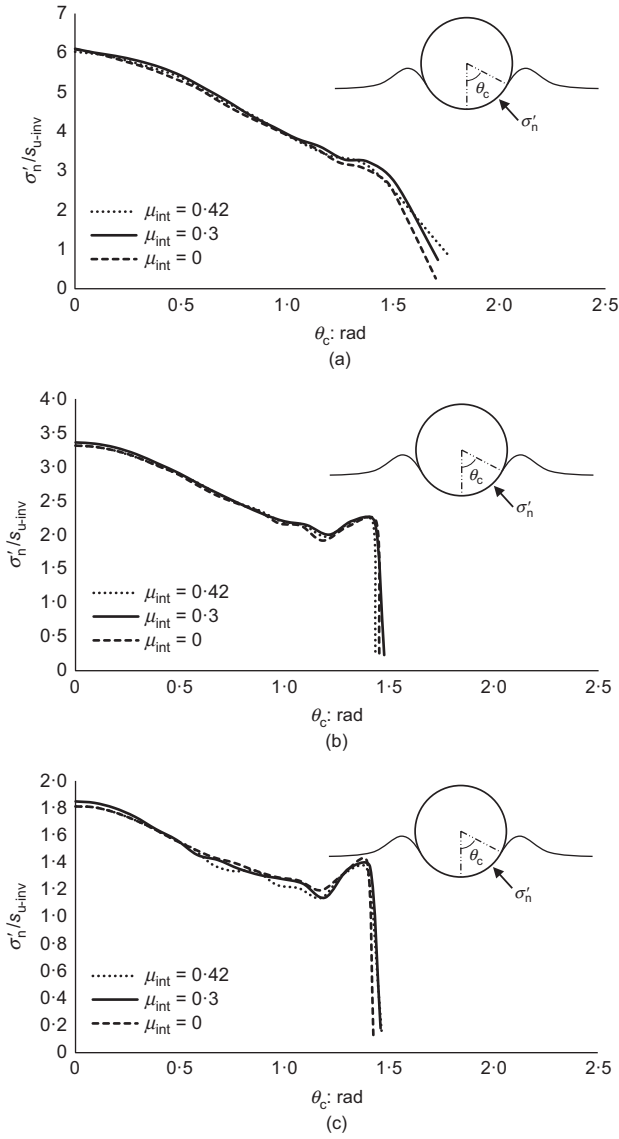 7
6
5
4
3
2
1
0
σ′n/su-inv
θc
σ′n
μint = 0·42
μint = 0·3
μint = 0
0 0·5 1·0 1·5 2·0 2·5
θc: rad
(a)
4·0
3·5
3·0
2·5
2·0
1·5
1·0
0·5
0
σ′n/su-inv
θc
σ′n
μint = 0·42
μint = 0·3
μint = 0
0 0·5 1·0 1·5 2·0 2·5
θc: rad
(b)
2·0
1·8
1·6
1·4
1·2
1·0
0·8
0·6
0·4
0·2
0
σ′n/su-inv
θc
σ′n
μint = 0·42
μint = 0·3
μint = 0
0 0·5 1·0 1·5 2·0 2·5
θc: rad
(c)